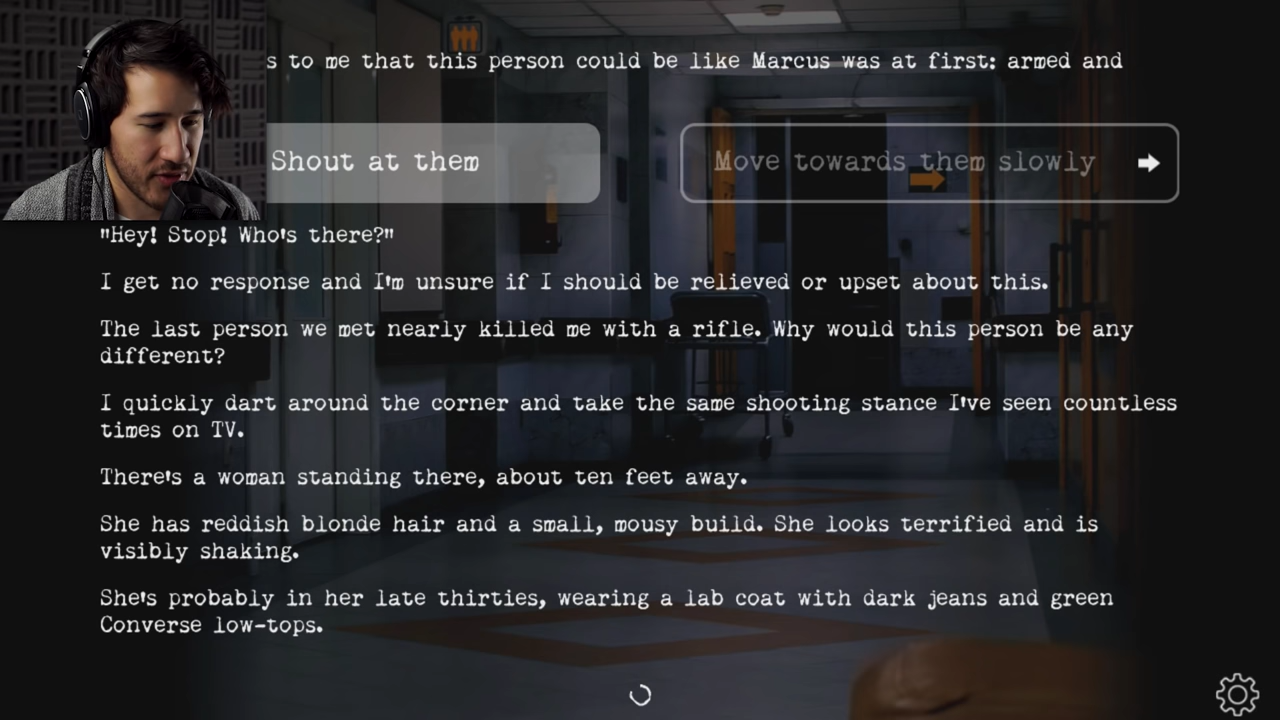 s to me that this person could be like Marcus was at first: armed and
Shout at them
Move towards them slowly
"Hey! Stop! Who's there?"
I get no response and I'm unsure if I should be relieved or upset about this.
The last person we met nearly killed me with a rifle. Why would this person be any
different?
I quickly dart around the corner and take the same shooting stance I've seen countless
times on TV.
There's a woman standing there, about ten feet away.
She has reddish blonde hair and a small, mousy build. She looks terrified and is
visibly shaking.
She's probably in her late thirties, wearing a lab coat with dark jeans and green
Converse low-tops.